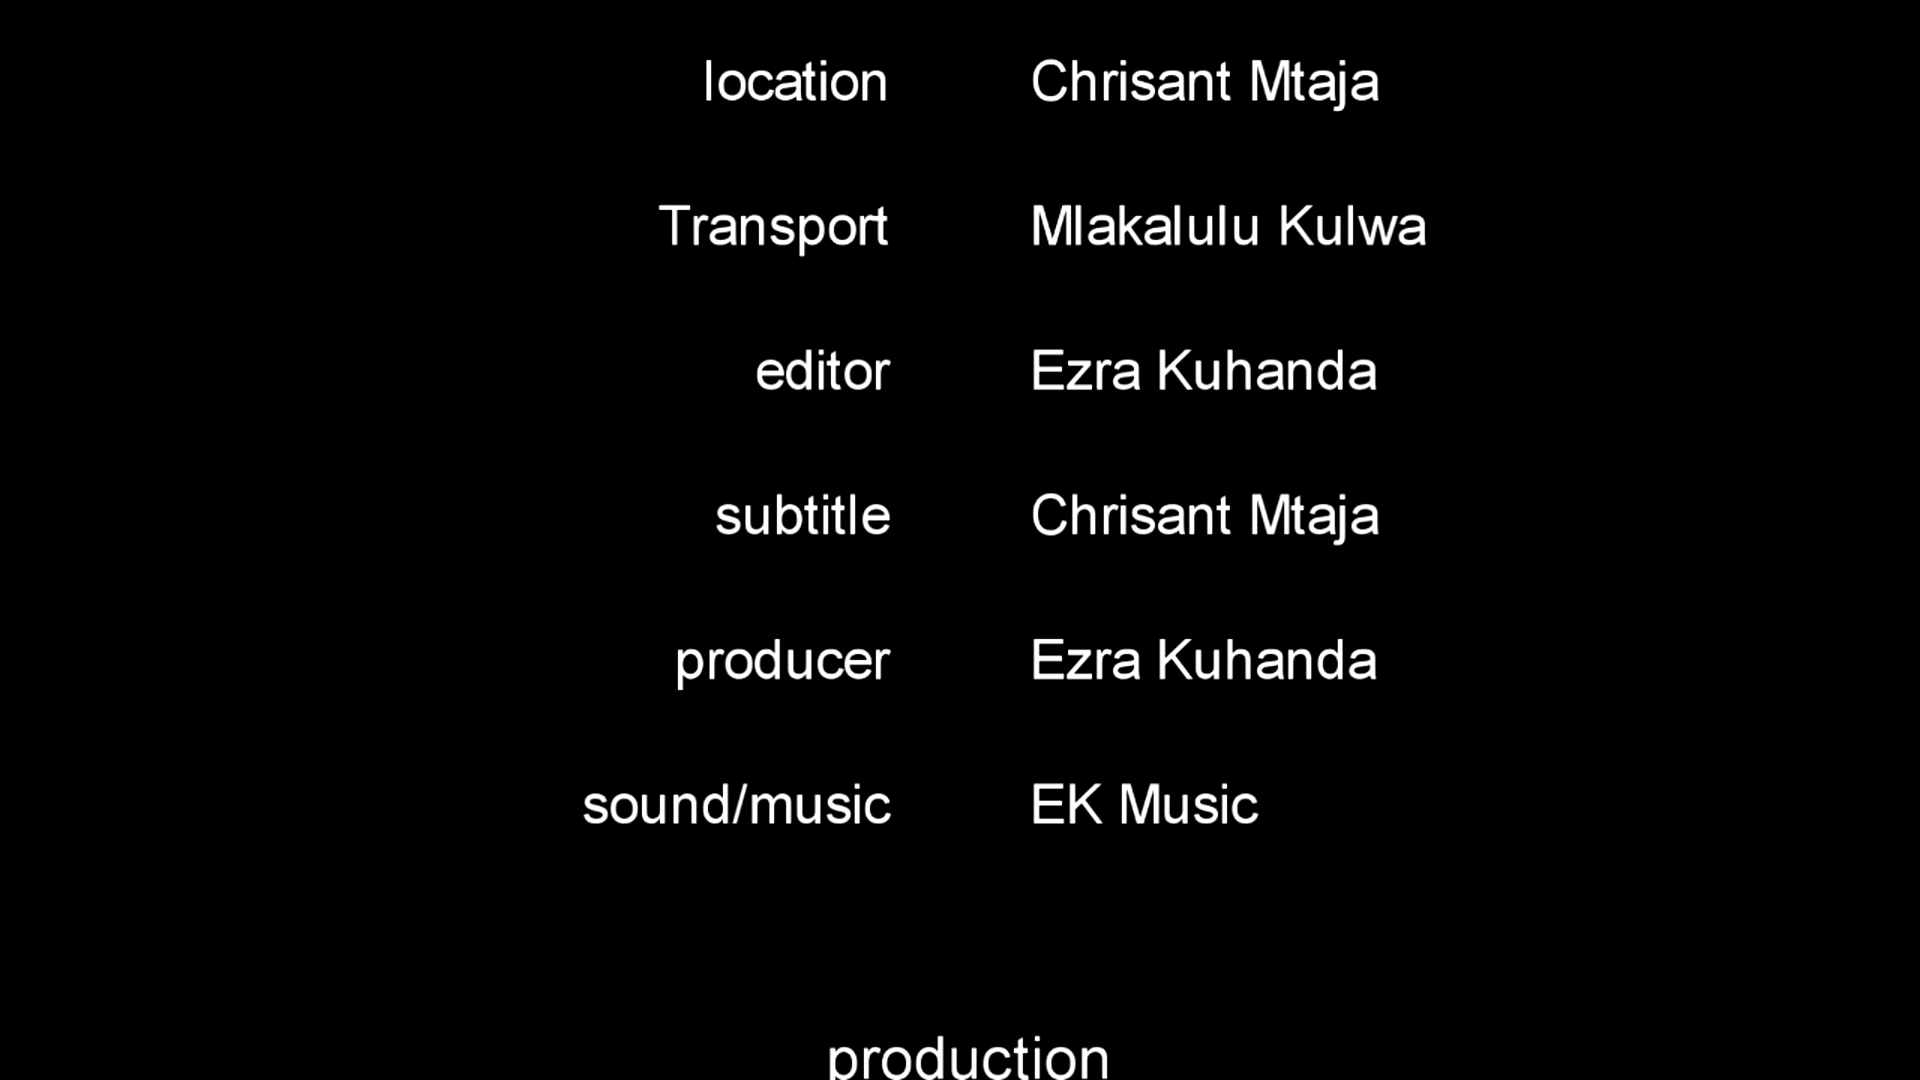 location Chrisant Mtaja
Transport Mlakalulu Kulwa
editor Ezra Kuhanda
subtitle Chrisant Mtaja
producer Ezra Kuhanda
sound/music EK Music
production